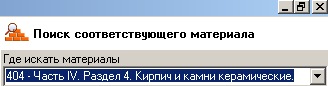 Поиск соответствующего материала
Где искать материалы
404 - Часть IV. Раздел 4. Кирпич и камни керамические.